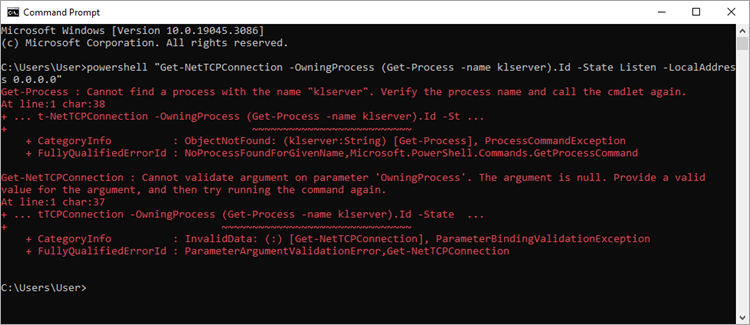 Command Prompt
Microsoft Windows [Version 10.0.19045.3086]
(c) Microsoft Corporation. All rights reserved.
C:\Users\User>powershell "Get-NetTCPConnection -OwningProcess (Get-Process -name klserver).Id -State Listen -LocalAddres
s 0.0.0.0"
Get-Process : Cannot find a process with the name "klserver". Verify the process name and call the cmdlet again.
At line:1 char:38
+ ... t-NetTCPConnection -OwningProcess (Get-Process -name klserver).Id -St ...
+                                        ~~~~~~~~~~~~~~~~~~~~~~~~~~
    + CategoryInfo          : ObjectNotFound: (klserver:String) [Get-Process], ProcessCommandException
    + FullyQualifiedErrorId : NoProcessFoundForGivenName,Microsoft.PowerShell.Commands.GetProcessCommand
Get-NetTCPConnection : Cannot validate argument on parameter 'OwningProcess'. The argument is null. Provide a valid
value for the argument, and then try running the command again.
At line:1 char:37
+ ... tTCPConnection -OwningProcess (Get-Process -name klserver).Id -State  ...
+                                   ~~~~~~~~~~~~~~~~~~~~~~~~~~~~~~~
    + CategoryInfo          : InvalidData: (:) [Get-NetTCPConnection], ParameterBindingValidationException
    + FullyQualifiedErrorId : ParameterArgumentValidationError,Get-NetTCPConnection
C:\Users\User>